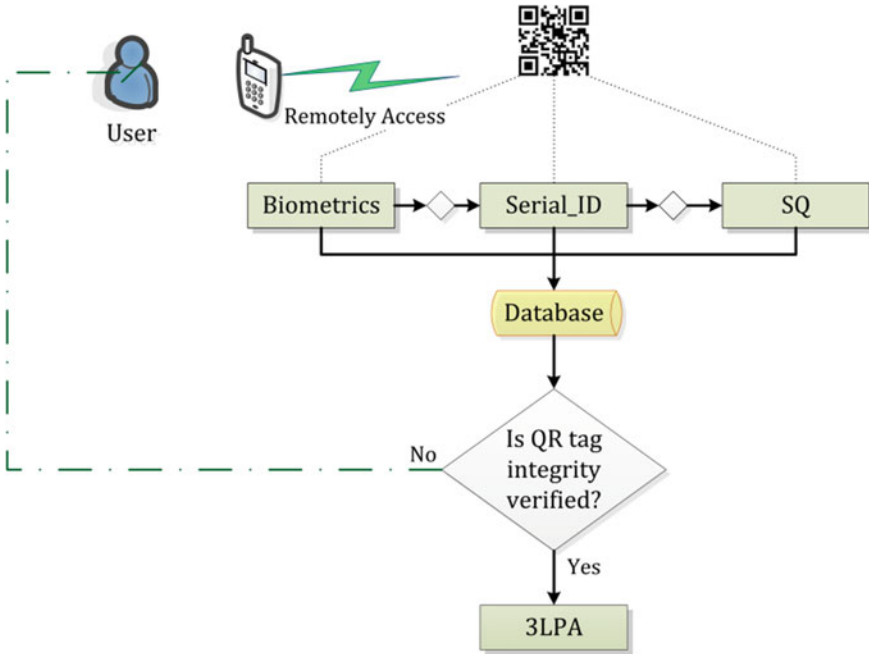 User
Remotely Access
Biometrics
Serial_ID
SQ
Database
Is QR tag
integrity
verified?
No
Yes
3LPA